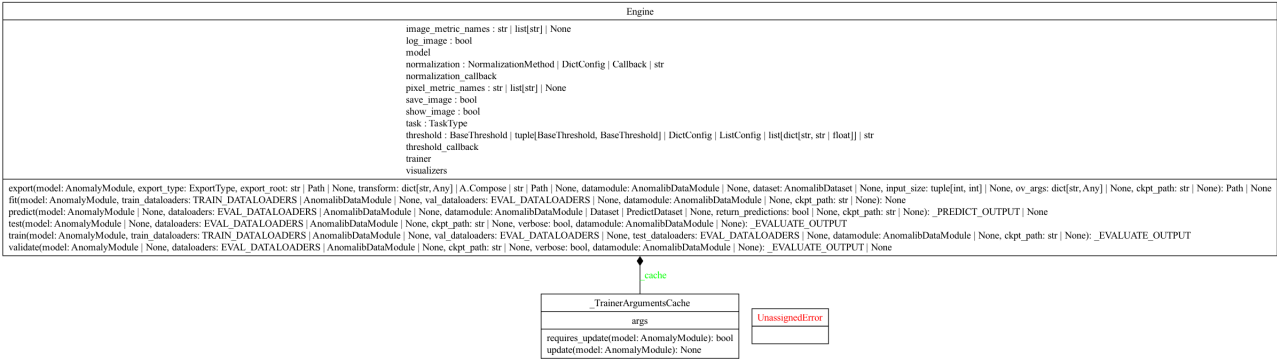 Engine
image_metric_names : str | list[str] | None
log_image : bool
model
normalization : NormalizationMethod | DictConfig | Callback | str
normalization_callback
pixel_metric_names : str | list[str] | None
save_image : bool
show_image : bool
task : TaskType
threshold : BaseThreshold | tuple[BaseThreshold, BaseThreshold] | DictConfig | ListConfig | list[dict[str, str | float]] | str
threshold_callback
trainer
visualizers
export(model: AnomalyModule, export_type: ExportType, export_root: str | Path | None, transform: dict[str, Any] | A.Compose | str | Path | None, datamodule: AnomalibDataModule | None, dataset: AnomalibDataset | None, input_size: tuple[int, int] | None, ov_args: dict[str, Any] | None, ckpt_path: str | None): Path | None
fit(model: AnomalyModule, train_dataloaders: TRAIN_DATALOADERS | AnomalibDataModule | None, val_dataloaders: EVAL_DATALOADERS | None, datamodule: AnomalibDataModule | None, ckpt_path: str | None): None
predict(model: AnomalyModule | None, dataloaders: EVAL_DATALOADERS | AnomalibDataModule | None, datamodule: AnomalibDataModule | Dataset | PredictDataset | None, return_predictions: bool | None, ckpt_path: str | None): _PREDICT_OUTPUT | None
test(model: AnomalyModule | None, dataloaders: EVAL_DATALOADERS | AnomalibDataModule | None, ckpt_path: str | None, verbose: bool, datamodule: AnomalibDataModule | None): _EVALUATE_OUTPUT
train(model: AnomalyModule, train_dataloaders: TRAIN_DATALOADERS | AnomalibDataModule | None, val_dataloaders: EVAL_DATALOADERS | None, test_dataloaders: EVAL_DATALOADERS | None, datamodule: AnomalibDataModule | None, ckpt_path: str | None): _EVALUATE_OUTPUT
validate(model: AnomalyModule | None, dataloaders: EVAL_DATALOADERS | AnomalibDataModule | None, ckpt_path: str | None, verbose: bool, datamodule: AnomalibDataModule | None): _EVALUATE_OUTPUT | None
_cache
_TrainerArgumentsCache
args
requires_update(model: AnomalyModule): bool
update(model: AnomalyModule): None
UnassignedError